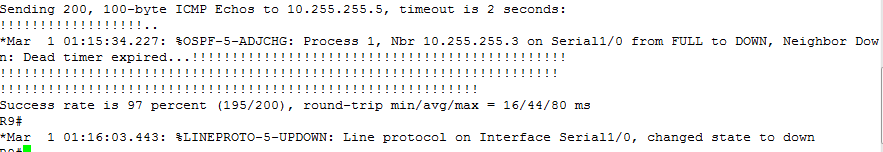 Sending 200, 100-byte ICMP Echos to 10.255.255.5, timeout is 2 seconds:
!!!!!!!!!!!!!!!!!!..
*Mar  1 01:15:34.227: %OSPF-5-ADJCHG: Process 1, Nbr 10.255.255.3 on Serial1/0 from FULL to DOWN, Neighbor Dow
n: Dead timer expired...!!!!!!!!!!!!!!!!!!!!!!!!!!!!!!!!!!!!!!!!!!!!!!!
!!!!!!!!!!!!!!!!!!!!!!!!!!!!!!!!!!!!!!!!!!!!!!!!!!!!!!!!!!!!!!!!!!!!!!
!!!!!!!!!!!!!!!!!!!!!!!!!!!!!!!!!!!!!!!!!!!!!!!!!!!!!!!!!!!!
Success rate is 97 percent (195/200), round-trip min/avg/max = 16/44/80 ms
R9#
*Mar  1 01:16:03.443: %LINEPROTO-5-UPDOWN: Line protocol on Interface Serial1/0, changed state to down
R9#